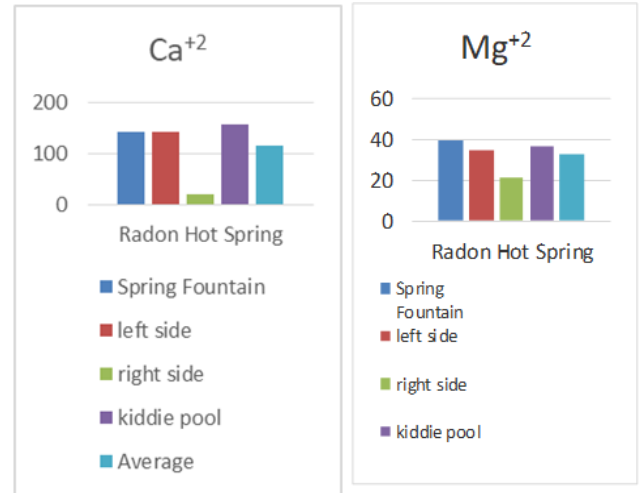 Ca+2
200
100
0
Radon Hot Spring
Spring Fountain
left side
right side
kiddie pool
Average
Mg+2
60
40
20
0
Radon Hot Spring
Spring
Fountain
left side
right side
kiddie pool